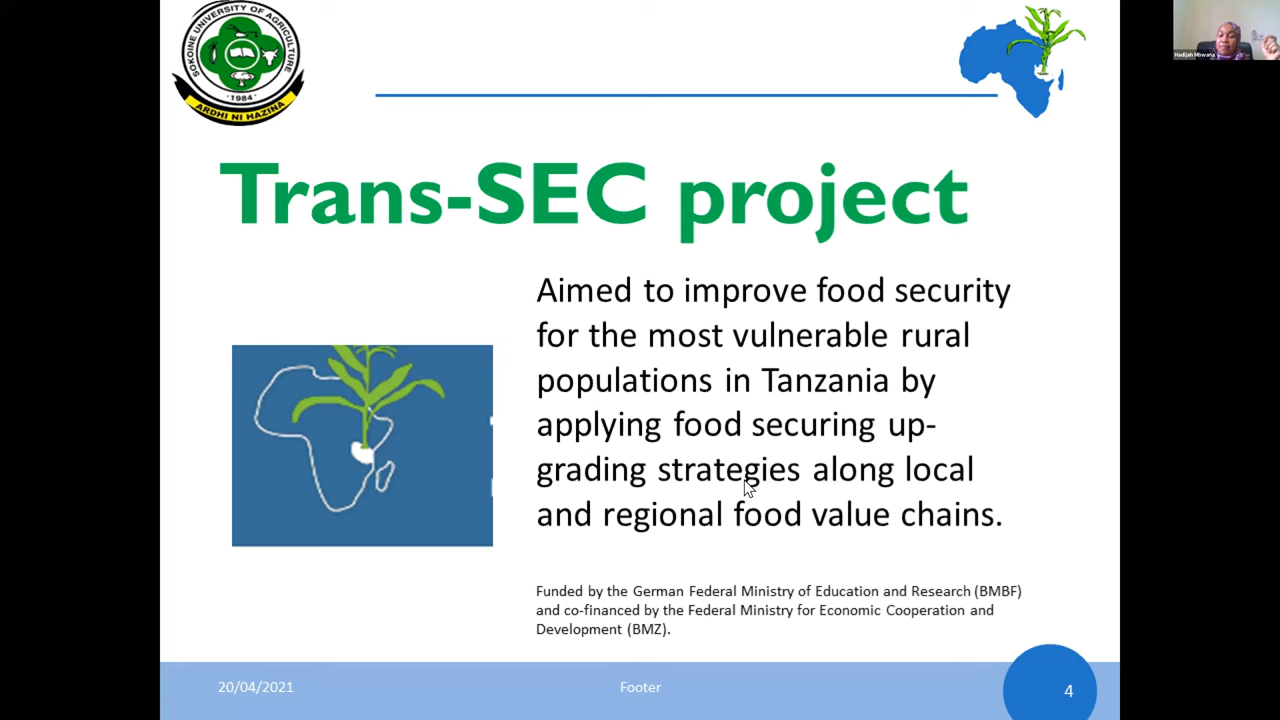 SOKOINE UNIVERSITY OF AGRICULTURE
· 1984 ·
ARDHI NI HAZINA
Hadijah Mbwana
Trans-SEC project
Aimed to improve food security
for the most vulnerable rural
populations in Tanzania by
applying food securing up-
grading strategies along local
and regional food value chains.
Funded by the German Federal Ministry of Education and Research (BMBF)
and co-financed by the Federal Ministry for Economic Cooperation and
Development (BMZ).
20/04/2021
Footer
4